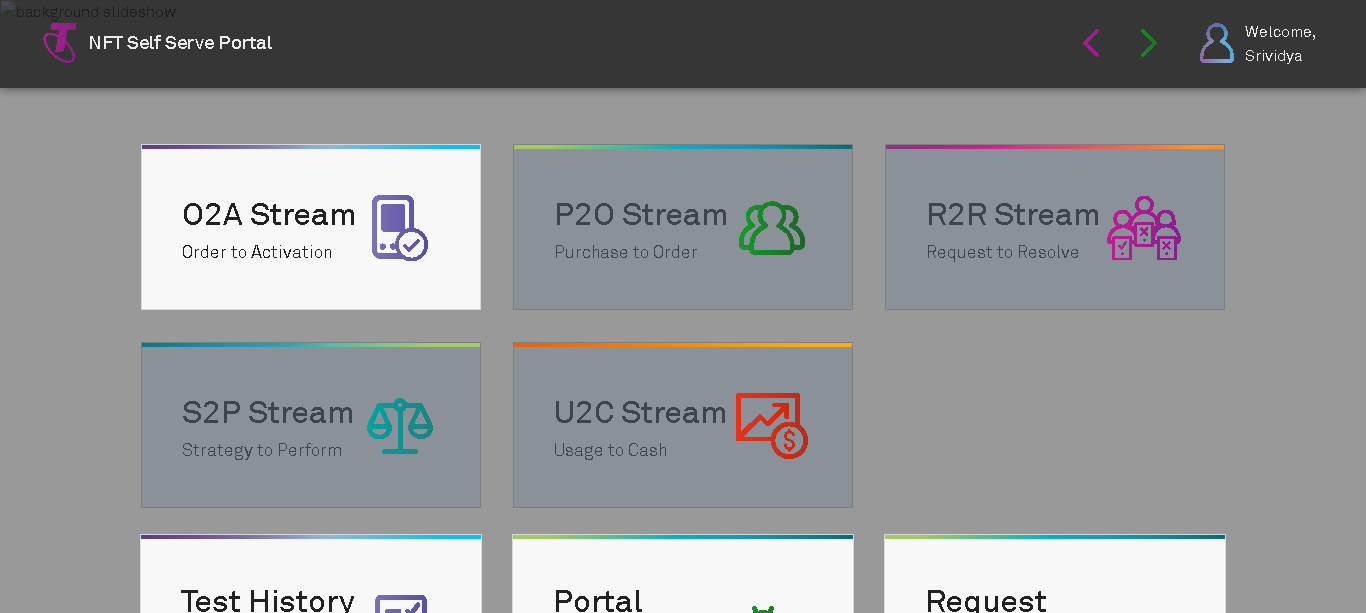 background slideshow
NFT Self Serve Portal
Welcome,
Srividya
O2A Stream
Order to Activation
P2O Stream
Purchase to Order
R2R Stream
Request to Resolve
S2P Stream
Strategy to Perform
U2C Stream
Usage to Cash
Test History
Portal
Request